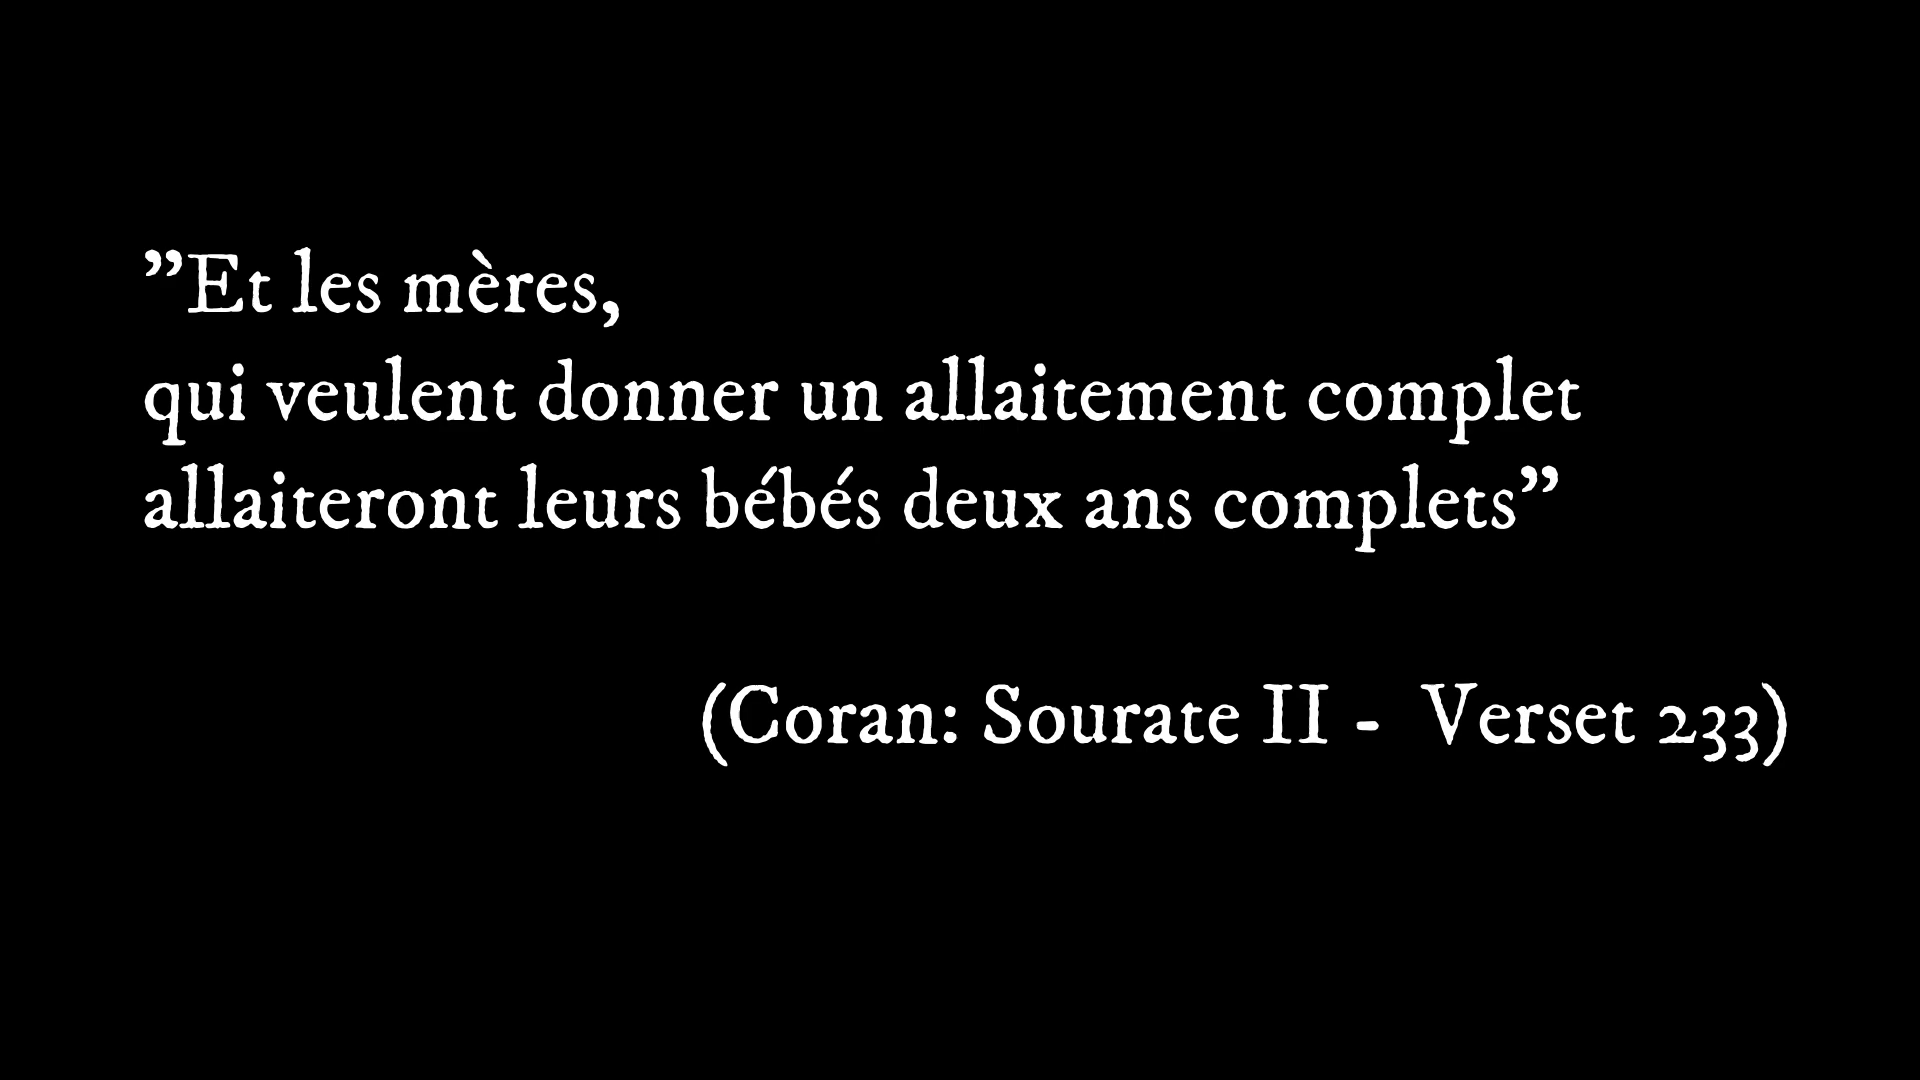 ”Et les mères,
qui veulent donner un allaitement complet
allaiteront leurs bébés deux ans complets”
(Coran: Sourate II -  Verset 233)